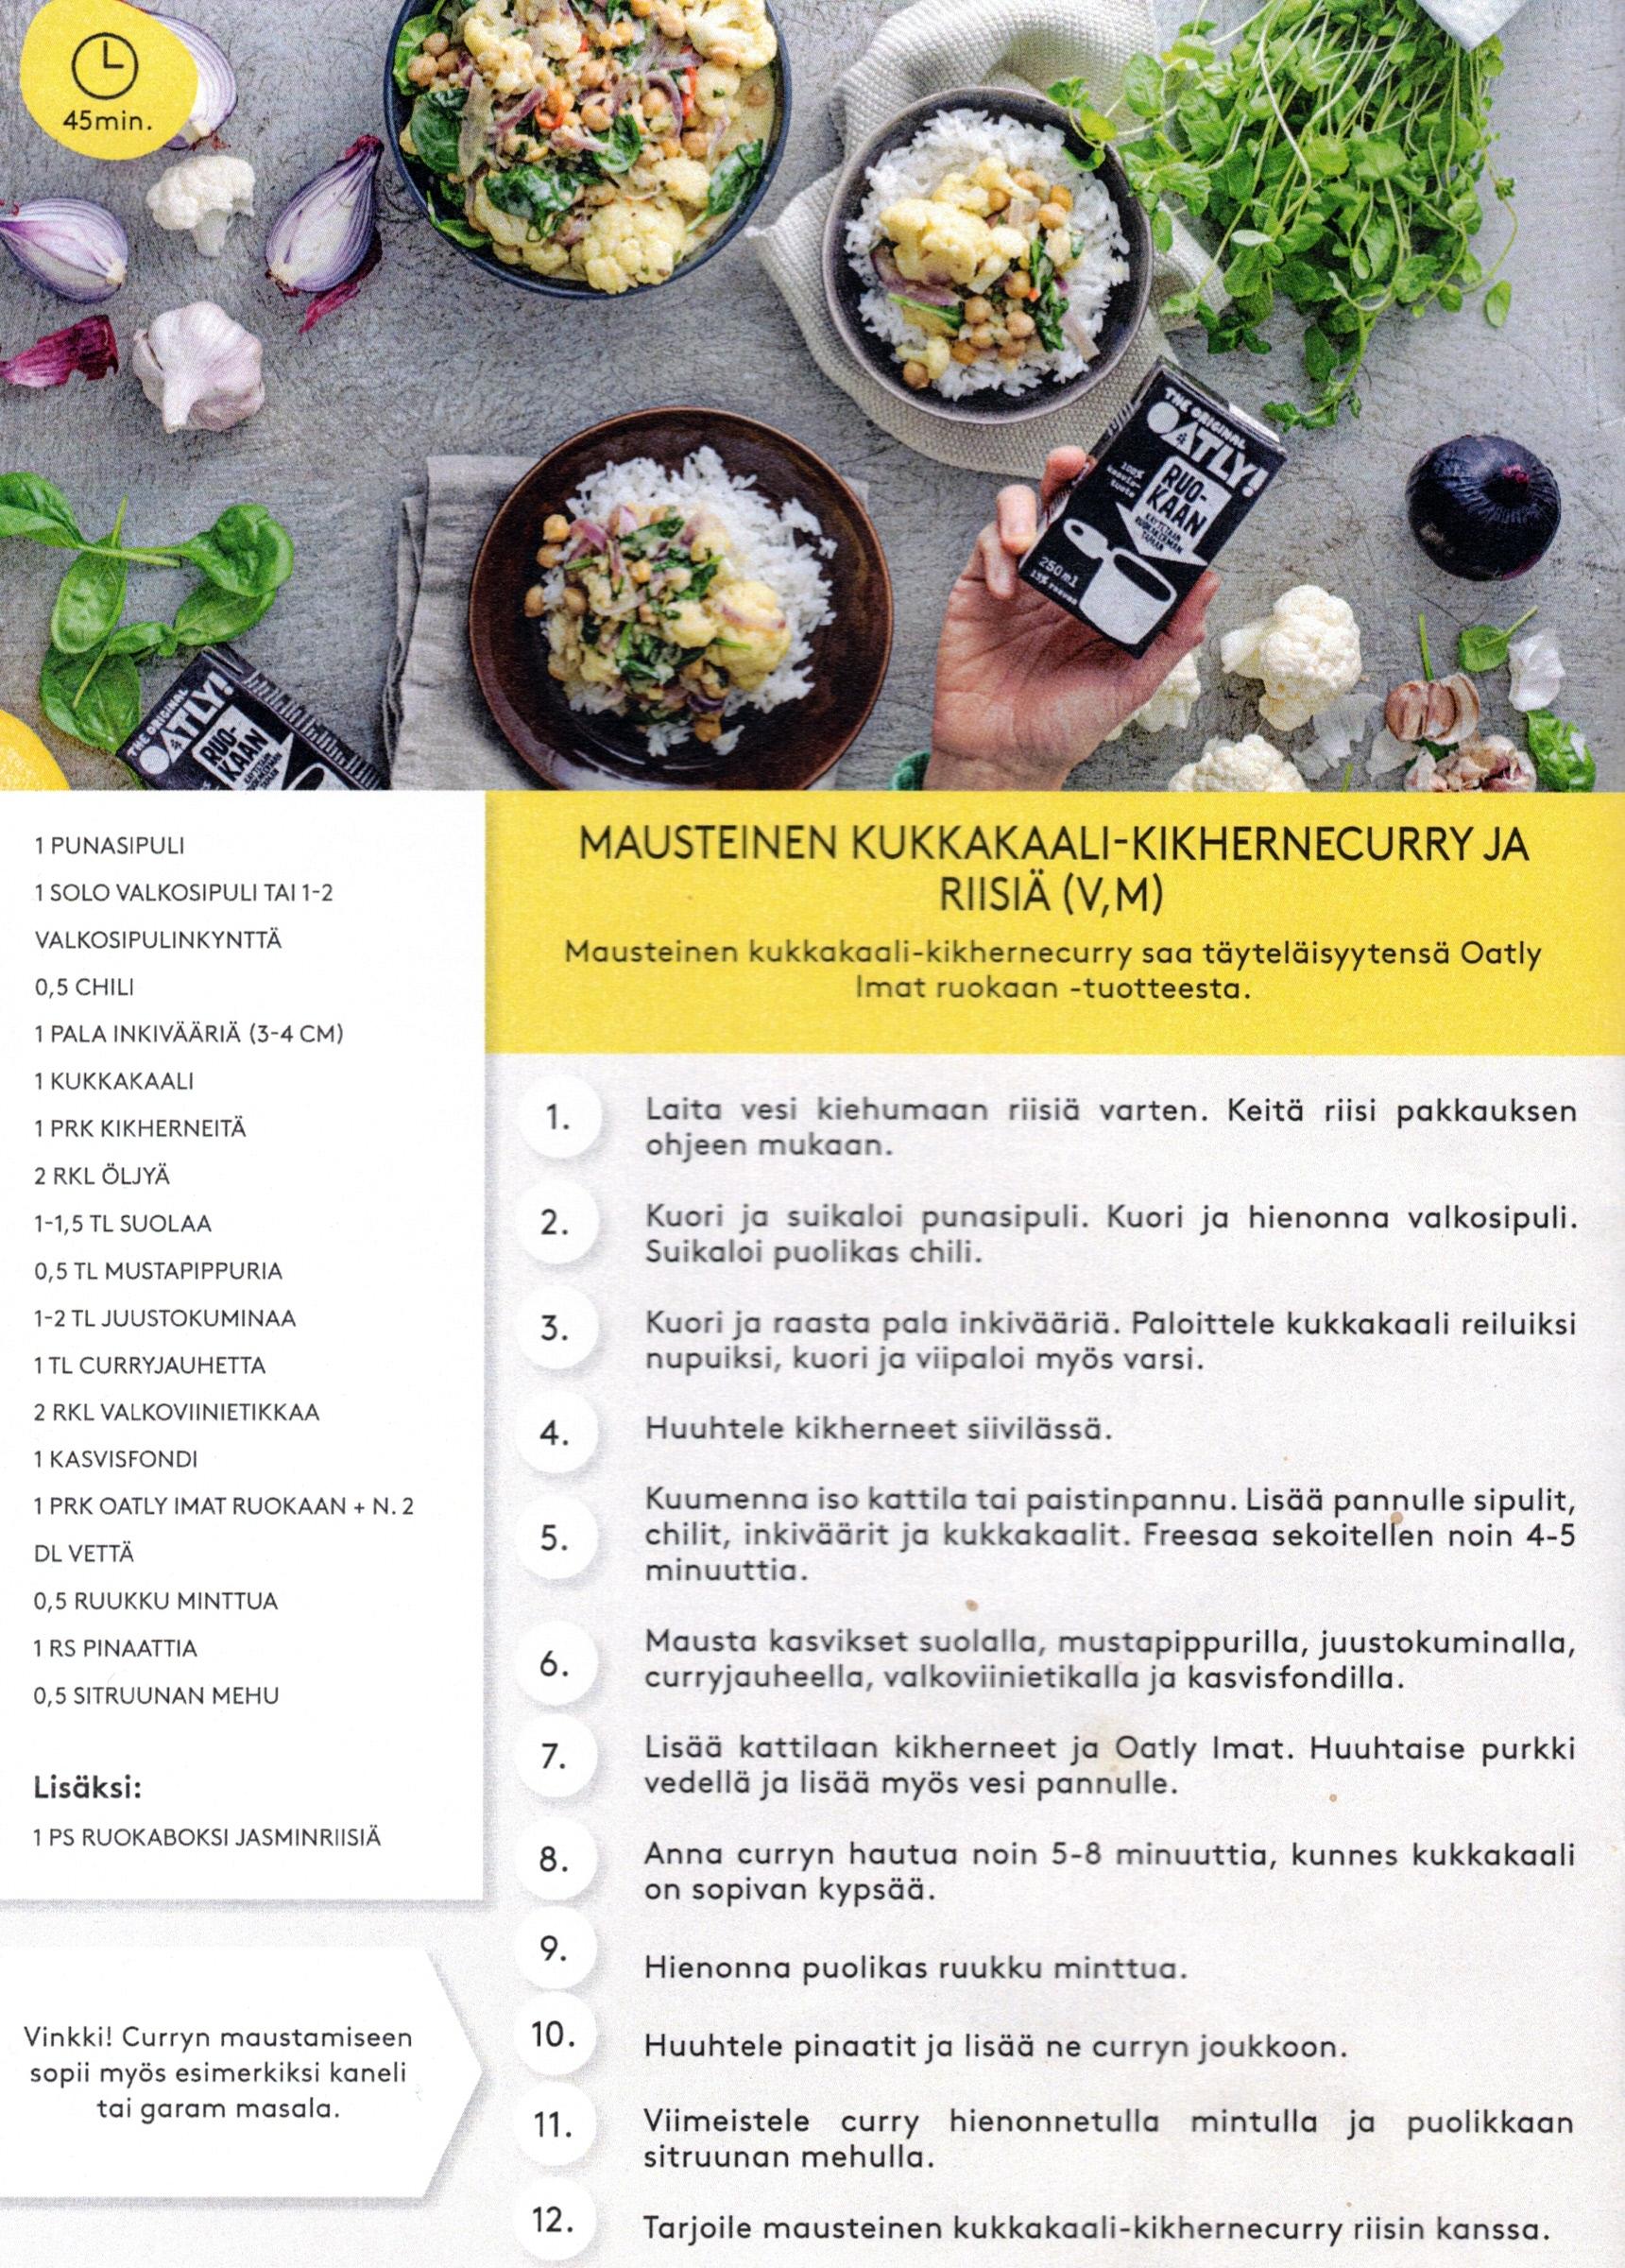 45min.
THE ORIGINAL
OATLY!
RUO-
KAAN
250 ml
THE ORIGINAL
OATLY!
RUO-
KAAN
1 PUNASIPULI
1 SOLO VALKOSIPULI TAI 1-2
VALKOSIPULINKYNTTÄ
0,5 CHILI
1 PALA INKIVÄÄRIÄ (3-4 CM)
1 KUKKAKAALI
1 PRK KIKHERNEITÄ
2 RKL ÖLJYÄ
1-1,5 TL SUOLAA
0,5 TL MUSTAPIPPURIA
1-2 TL JUUSTOKUMINAA
1 TL CURRYJAUHETTA
2 RKL VALKOVIINIETIKKAA
1 KASVISFONDI
1 PRK OATLY IMAT RUOKAAN + N. 2
DL VETTÄ
0,5 RUUKKU MINTTUA
1 RS PINAATTIA
0,5 SITRUUNAN MEHU
Lisäksi:
1 PS RUOKABOKSI JASMINRIISIÄ
Vinkki! Curryn maustamiseen
sopii myös esimerkiksi kaneli
tai garam masala.
MAUSTEINEN KUKKAKAALI-KIKHERNECURRY JA
RIISIÄ (V,M)
Mausteinen kukkakaali-kikhernecurry saa täyteläisyytensä Oatly
Imat ruokaan -tuotteesta.
1. Laita vesi kiehumaan riisiä varten. Keitä riisi pakkauksen
ohjeen mukaan.
2. Kuori ja suikaloi punasipuli. Kuori ja hienonna valkosipuli.
Suikaloi puolikas chili.
3. Kuori ja raasta pala inkivääriä. Paloittele kukkakaali reiluiksi
nupuiksi, kuori ja viipaloi myös varsi.
4. Huuhtele kikherneet siivilässä.
5. Kuumenna iso kattila tai paistinpannu. Lisää pannulle sipulit,
chilit, inkiväärit ja kukkakaalit. Freesaa sekoitellen noin 4-5
minuuttia.
6. Mausta kasvikset suolalla, mustapippurilla, juustokuminalla,
curryjauheella, valkoviinietikalla ja kasvisfondilla.
7. Lisää kattilaan kikherneet ja Oatly Imat. Huuhtaise purkki
vedellä ja lisää myös vesi pannulle.
8. Anna curryn hautua noin 5-8 minuuttia, kunnes kukkakaali
on sopivan kypsää.
9. Hienonna puolikas ruukku minttua.
10. Huuhtele pinaatit ja lisää ne curryn joukkoon.
11. Viimeistele curry hienonnetulla mintulla ja puolikkaan
sitruunan mehulla.
12. Tarjoile mausteinen kukkakaali-kikhernecurry riisin kanssa.